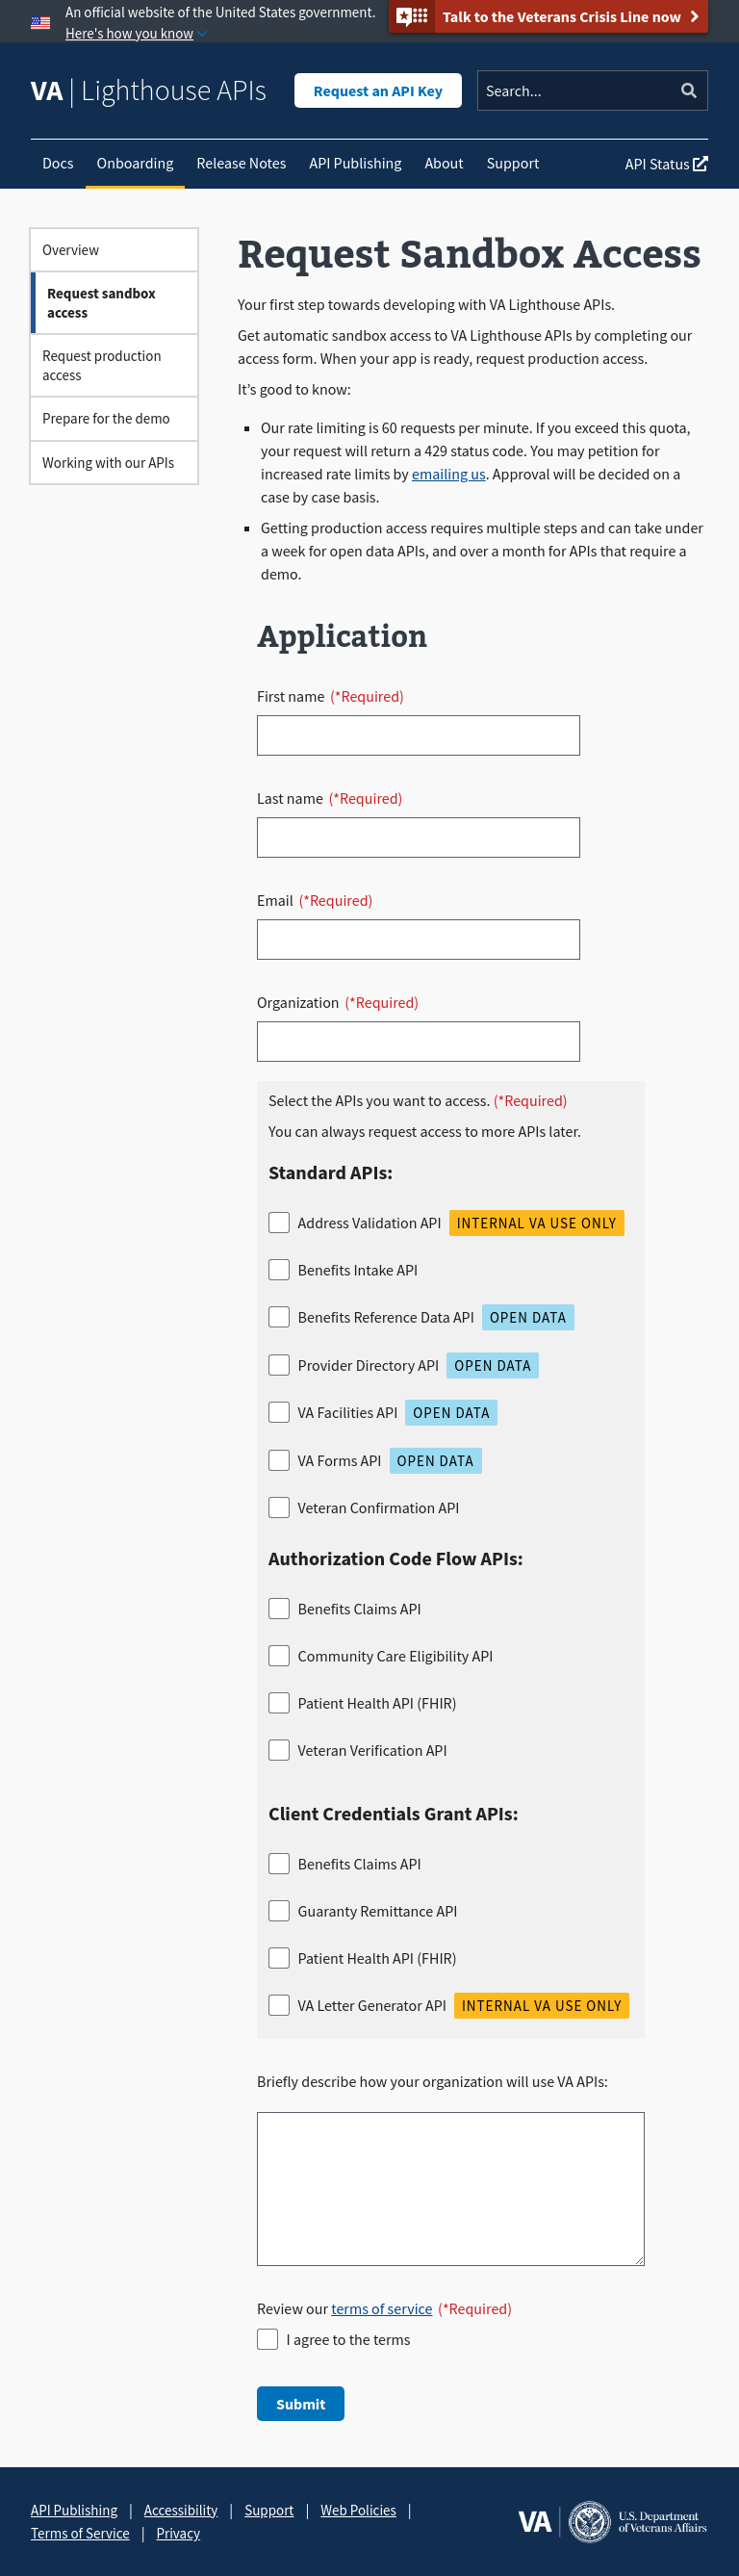 An official website of the United States government.
Here's how you know
Talk to the Veterans Crisis Line now
VA | Lighthouse APIs
Request an API Key
Search...
Docs
Onboarding
Release Notes
API Publishing
About
Support
API Status
Overview
Request sandbox
access
Request production
access
Prepare for the demo
Working with our APIs
Request Sandbox Access
Your first step towards developing with VA Lighthouse APIs.
Get automatic sandbox access to VA Lighthouse APIs by completing our
access form. When your app is ready, request production access.
It's good to know:
Our rate limiting is 60 requests per minute. If you exceed this quota,
your request will return a 429 status code. You may petition for
increased rate limits by emailing us. Approval will be decided on a
case by case basis.
Getting production access requires multiple steps and can take under
a week for open data APIs, and over a month for APIs that require a
demo.
Application
First name (*Required)
Last name (*Required)
Email (*Required)
Organization (*Required)
Select the APIs you want to access. (*Required)
You can always request access to more APIs later.
Standard APIs:
Address Validation API INTERNAL VA USE ONLY
Benefits Intake API
Benefits Reference Data API OPEN DATA
Provider Directory API OPEN DATA
VA Facilities API OPEN DATA
VA Forms API OPEN DATA
Veteran Confirmation API
Authorization Code Flow APIs:
Benefits Claims API
Community Care Eligibility API
Patient Health API (FHIR)
Veteran Verification API
Client Credentials Grant APIs:
Benefits Claims API
Guaranty Remittance API
Patient Health API (FHIR)
VA Letter Generator API INTERNAL VA USE ONLY
Briefly describe how your organization will use VA APIs:
Review our terms of service (*Required)
I agree to the terms
Submit
API Publishing | Accessibility | Support | Web Policies |
Terms of Service | Privacy
VA
U.S. Department
of Veterans Affairs